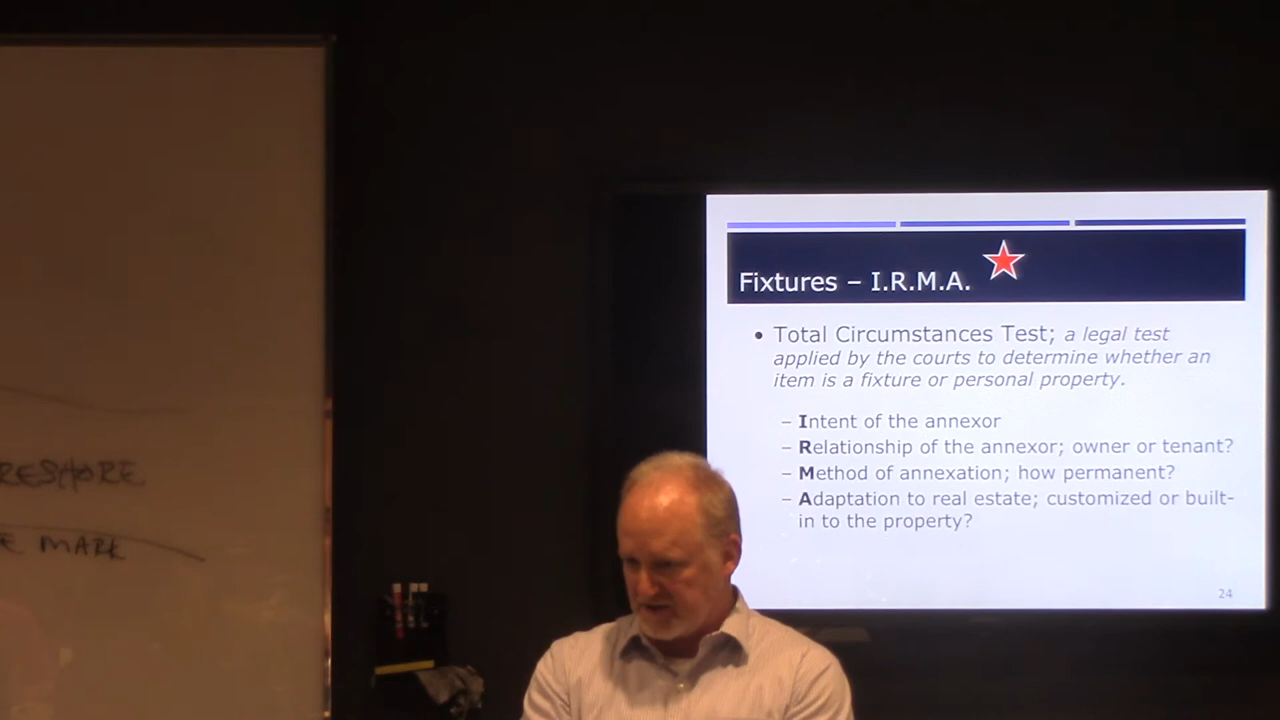 RESHORE
E MARK
Fixtures – I.R.M.A.
• Total Circumstances Test; a legal test
applied by the courts to determine whether an
item is a fixture or personal property.
– Intent of the annexor
– Relationship of the annexor; owner or tenant?
– Method of annexation; how permanent?
– Adaptation to real estate; customized or built-
in to the property?
24